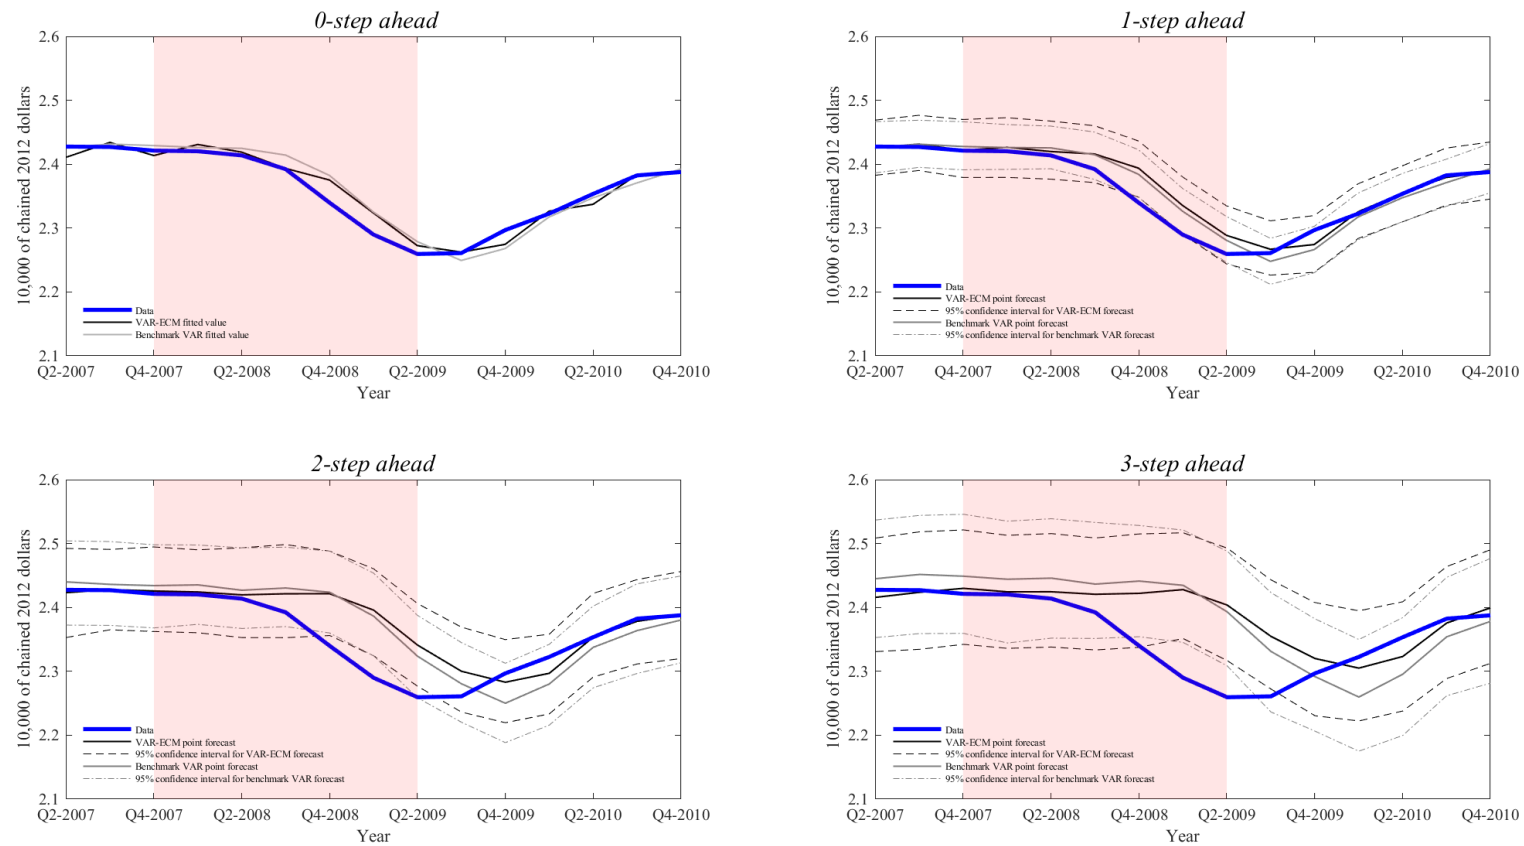 0-step ahead
10,000 of chained 2012 dollars
2.6
2.5
2.4
2.3
2.2
2.1
Data
VAR-ECM fitted value
Benchmark VAR fitted value
Q2-2007 Q4-2007 Q2-2008 Q4-2008 Q2-2009 Q4-2009 Q2-2010 Q4-2010
Year
1-step ahead
10,000 of chained 2012 dollars
2.6
2.5
2.4
2.3
2.2
2.1
Data
VAR-ECM point forecast
95% confidence interval for VAR-ECM forecast
Benchmark VAR point forecast
95% confidence interval for benchmark VAR forecast
Q2-2007 Q4-2007 Q2-2008 Q4-2008 Q2-2009 Q4-2009 Q2-2010 Q4-2010
Year
2-step ahead
10,000 of chained 2012 dollars
2.6
2.5
2.4
2.3
2.2
2.1
Data
VAR-ECM point forecast
95% confidence interval for VAR-ECM forecast
Benchmark VAR point forecast
95% confidence interval for benchmark VAR forecast
Q2-2007 Q4-2007 Q2-2008 Q4-2008 Q2-2009 Q4-2009 Q2-2010 Q4-2010
Year
3-step ahead
10,000 of chained 2012 dollars
2.6
2.5
2.4
2.3
2.2
2.1
Data
VAR-ECM point forecast
95% confidence interval for VAR-ECM forecast
Benchmark VAR point forecast
95% confidence interval for benchmark VAR forecast
Q2-2007 Q4-2007 Q2-2008 Q4-2008 Q2-2009 Q4-2009 Q2-2010 Q4-2010
Year